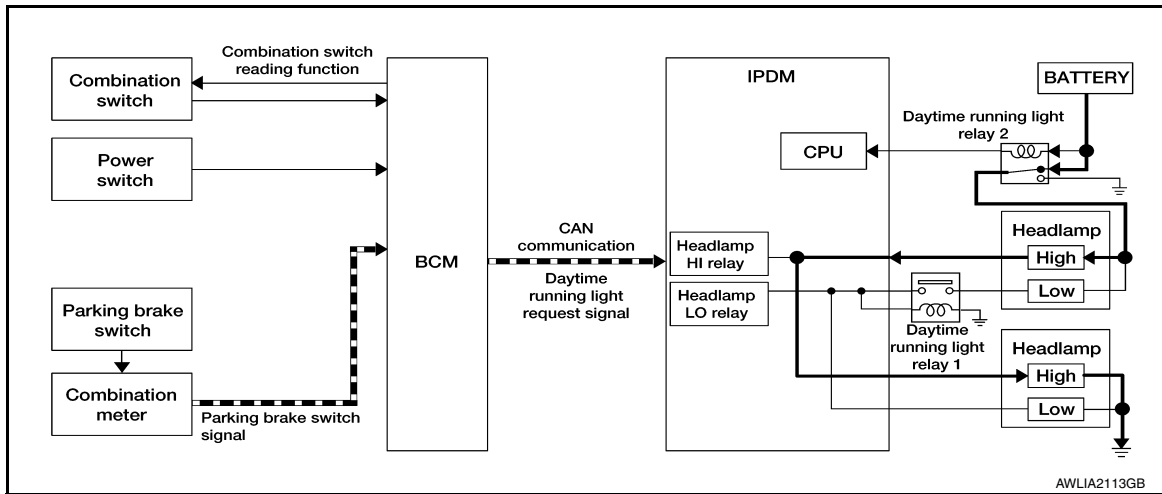 Combination switch
reading function
Combination
switch
Power
switch
Parking brake
switch
Combination
meter
Parking brake switch
signal
BCM
CAN
communication
Daytime
running light
request signal
IPDM
CPU
Headlamp
HI relay
Headlamp
LO relay
BATTERY
Daytime running light
relay 2
Headlamp
High
Low
Daytime
running light
relay 1
Headlamp
High
Low
AWLIA2113GB